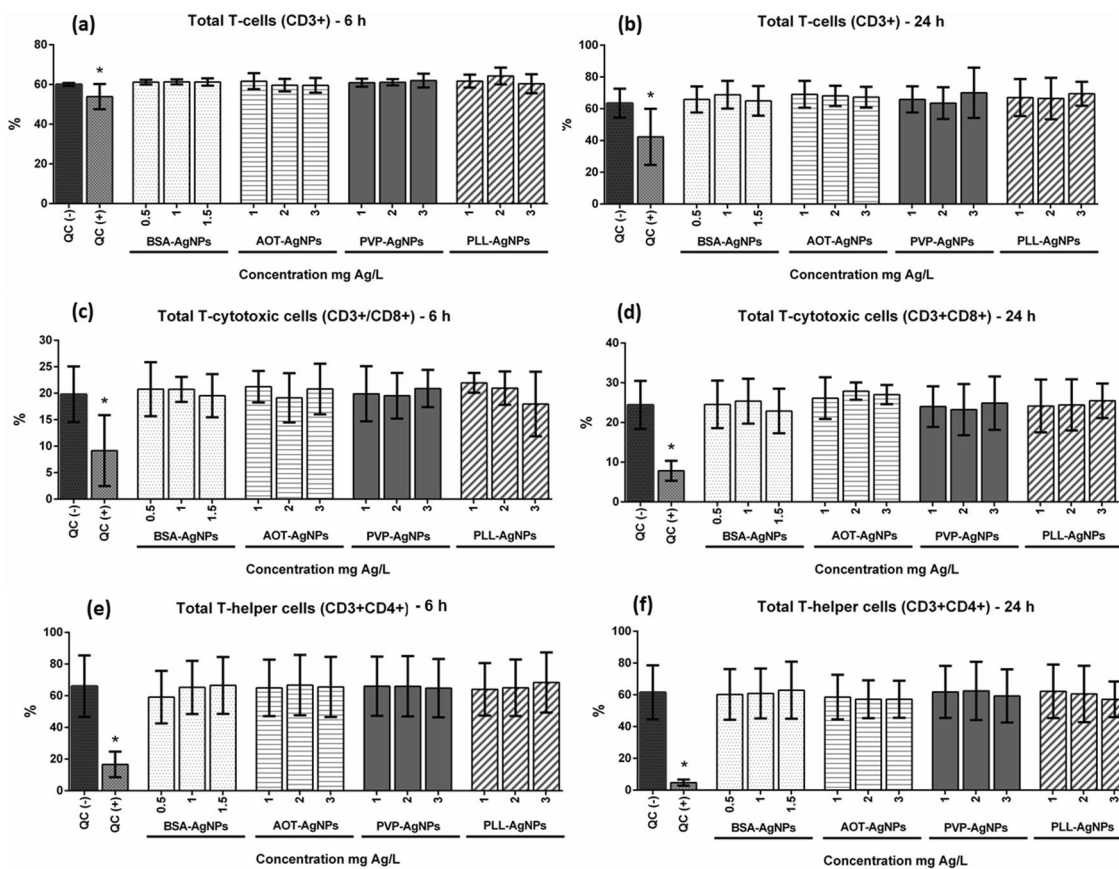 (a)
Total T-cells (CD3+) - 6 h
80
60
40
20
0
%
*
QC (-)
QC (+)
0.5
1
1.5
1
2
3
1
2
3
1
2
3
BSA-AgNPs
AOT-AgNPs
PVP-AgNPs
PLL-AgNPs
Concentration mg Ag/L
(b)
Total T-cells (CD3+) - 24 h
100
80
60
40
20
0
%
*
QC (-)
QC (+)
0.5
1
1.5
1
2
3
1
2
3
1
2
3
BSA-AgNPs
AOT-AgNPs
PVP-AgNPs
PLL-AgNPs
Concentration mg Ag/L
(c)
Total T-cytotoxic cells (CD3+/CD8+) - 6 h
30
25
20
15
10
5
0
%
*
QC (-)
QC (+)
0.5
1
1.5
1
2
3
1
2
3
1
2
3
BSA-AgNPs
AOT-AgNPs
PVP-AgNPs
PLL-AgNPs
Concentration mg Ag/L
(d)
Total T-cytotoxic cells (CD3+CD8+) - 24 h
40
30
20
10
0
%
*
QC (-)
QC (+)
0.5
1
1.5
1
2
3
1
2
3
1
2
3
BSA-AgNPs
AOT-AgNPs
PVP-AgNPs
PLL-AgNPs
Concentration mg Ag/L
(e)
Total T-helper cells (CD3+CD4+) - 6 h
100
80
60
40
20
0
%
*
QC (-)
QC (+)
0.5
1
1.5
1
2
3
1
2
3
1
2
3
BSA-AgNPs
AOT-AgNPs
PVP-AgNPs
PLL-AgNPs
Concentration mg Ag/L
(f)
Total T-helper cells (CD3+CD4+) - 24 h
100
80
60
40
20
0
%
*
QC (-)
QC (+)
0.5
1
1.5
1
2
3
1
2
3
1
2
3
BSA-AgNPs
AOT-AgNPs
PVP-AgNPs
PLL-AgNPs
Concentration mg Ag/L